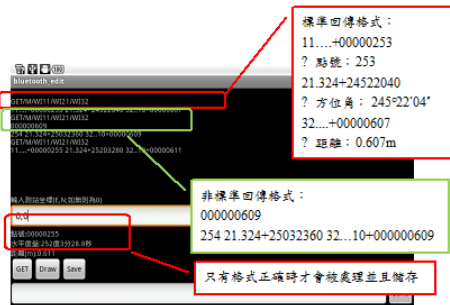 標準回傳格式：
11....+00000253
? 點號：253
21.324+24522040
? 方位角： 245°22'04"
32....+00000607
? 距離：0.607m
bluetooth_edit
GET/M/WI11/WI21/WI32
GET/M/WI11/WI21/WI32
000000609
254 21.324+25032360 32...10+00000609
GET/M/WI11/WI21/WI32
11....+00000255 21.324+25203280 32...10+00000611
非標準回傳格式：
000000609
254 21.324+25032360 32...10+000000609
輸入測站坐標(E,N;如無則為0)
0,0
點號:00000255
水平度盤:252度3分28.0秒
距離(m):0.611
GET Draw Save
只有格式正確時才會被處理並且儲存